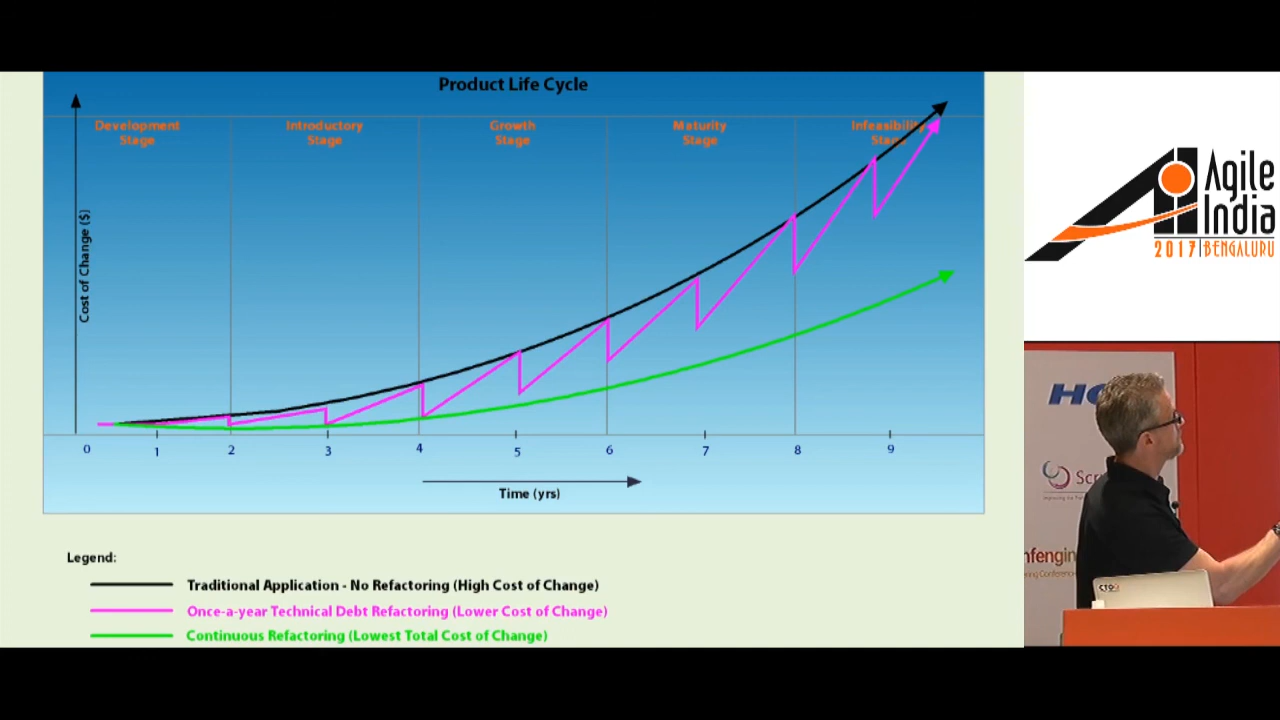 Product Life Cycle
Development
Stage
Introductory
Stage
Growth
Stage
Maturity
Stage
Infeasibility
Cost of Change ($)
0 1 2 3 4 5 6 7 8 9
Time (yrs)
Legend:
Traditional Application - No Refactoring (High Cost of Change)
Once-a-year Technical Debt Refactoring (Lower Cost of Change)
Continuous Refactoring (Lowest Total Cost of Change)
Agile
India
2017 BENGALURU